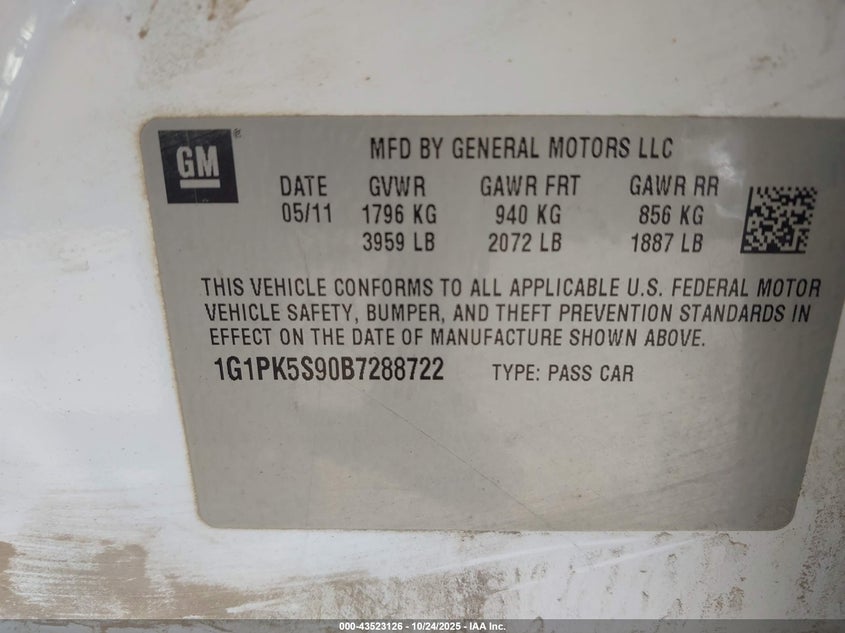 GM®
MFD BY GENERAL MOTORS LLC
DATE GVWR GAWR FRT GAWR RR
05/11 1796 KG 940 KG 856 KG
3959 LB 2072 LB 1887 LB
THIS VEHICLE CONFORMS TO ALL APPLICABLE U.S. FEDERAL MOTOR
VEHICLE SAFETY, BUMPER, AND THEFT PREVENTION STANDARDS IN
EFFECT ON THE DATE OF MANUFACTURE SHOWN ABOVE.
1G1PK5S90B7288722 TYPE: PASS CAR
000-43523126 - 10/24/2025 - IAA Inc.